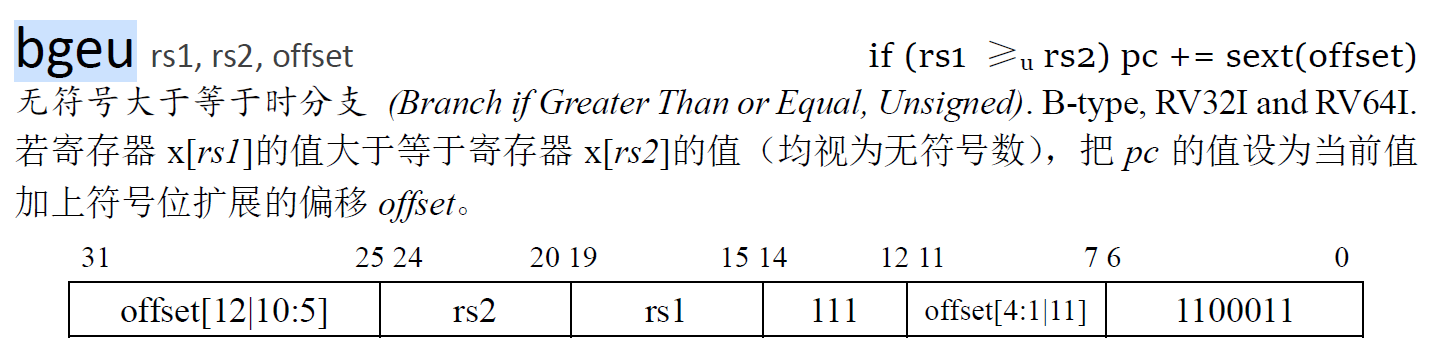 bgeu rs1, rs2, offset if (rs1 ≥u rs2) pc += sext(offset)
无符号大于等于时分支 (Branch if Greater Than or Equal, Unsigned). B-type, RV32I and RV64I.
若寄存器 x[rs1]的值大于等于寄存器 x[rs2]的值（均视为无符号数），把 pc 的值设为当前值
加上符号位扩展的偏移 offset。
31 25 24 20 19 15 14 12 11 7 6 0
offset[12|10:5] rs2 rs1 111 offset[4:1|11] 1100011